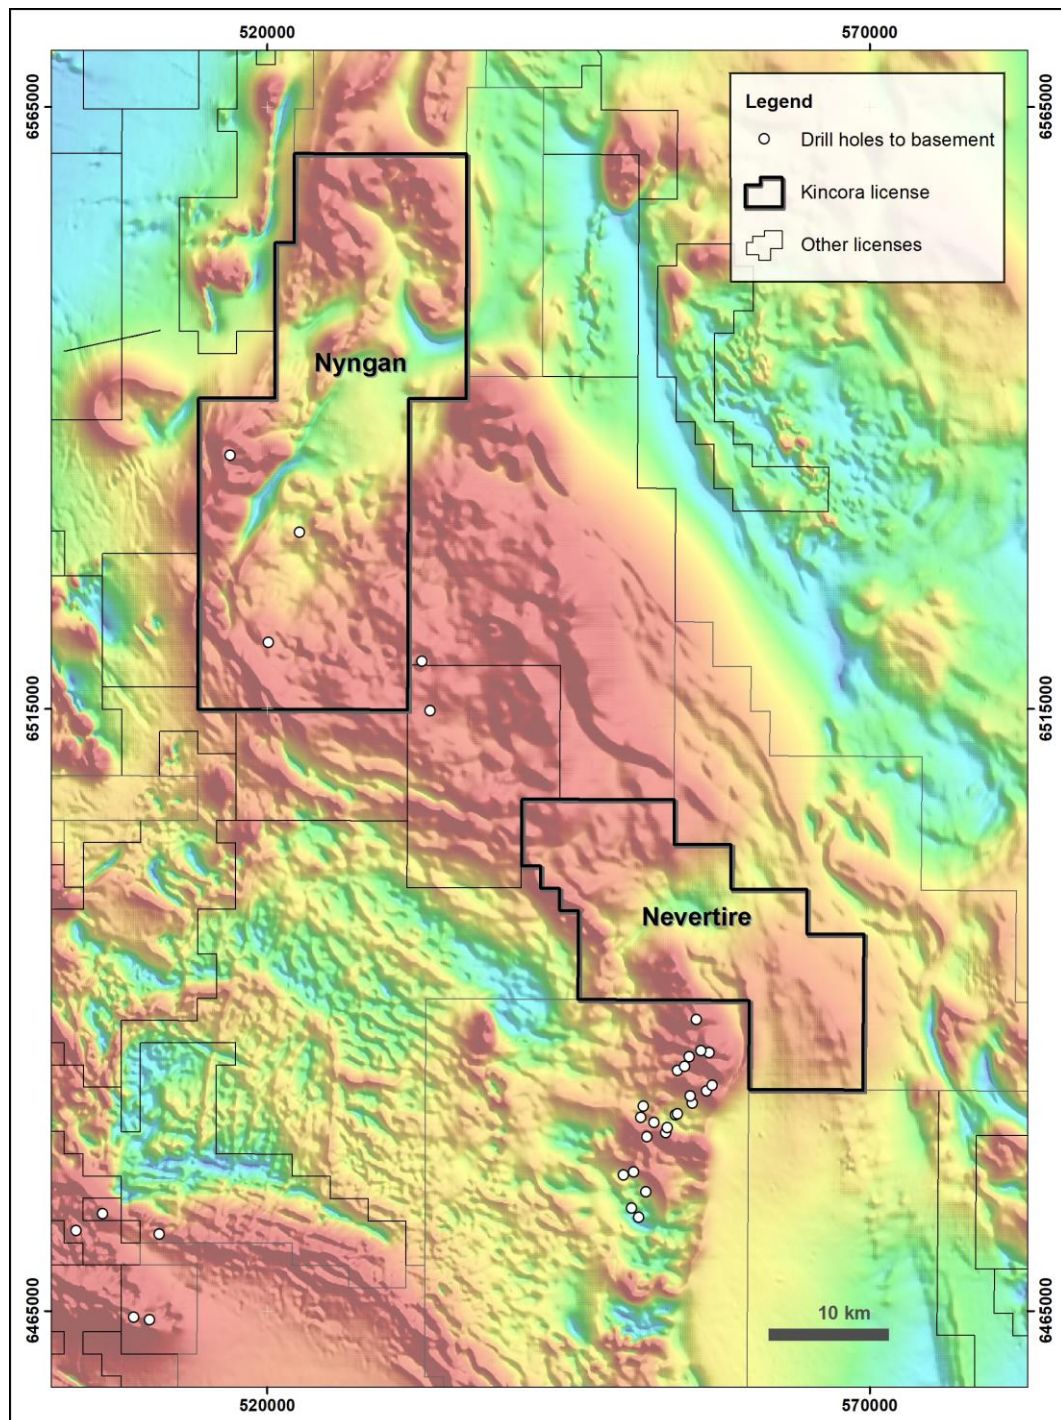 520000
570000
6565000
6565000
Legend
Drill holes to basement
Kincora license
Other licenses
Nyngan
6515000
6515000
Nevertire
6465000
6465000
10 km
520000
570000